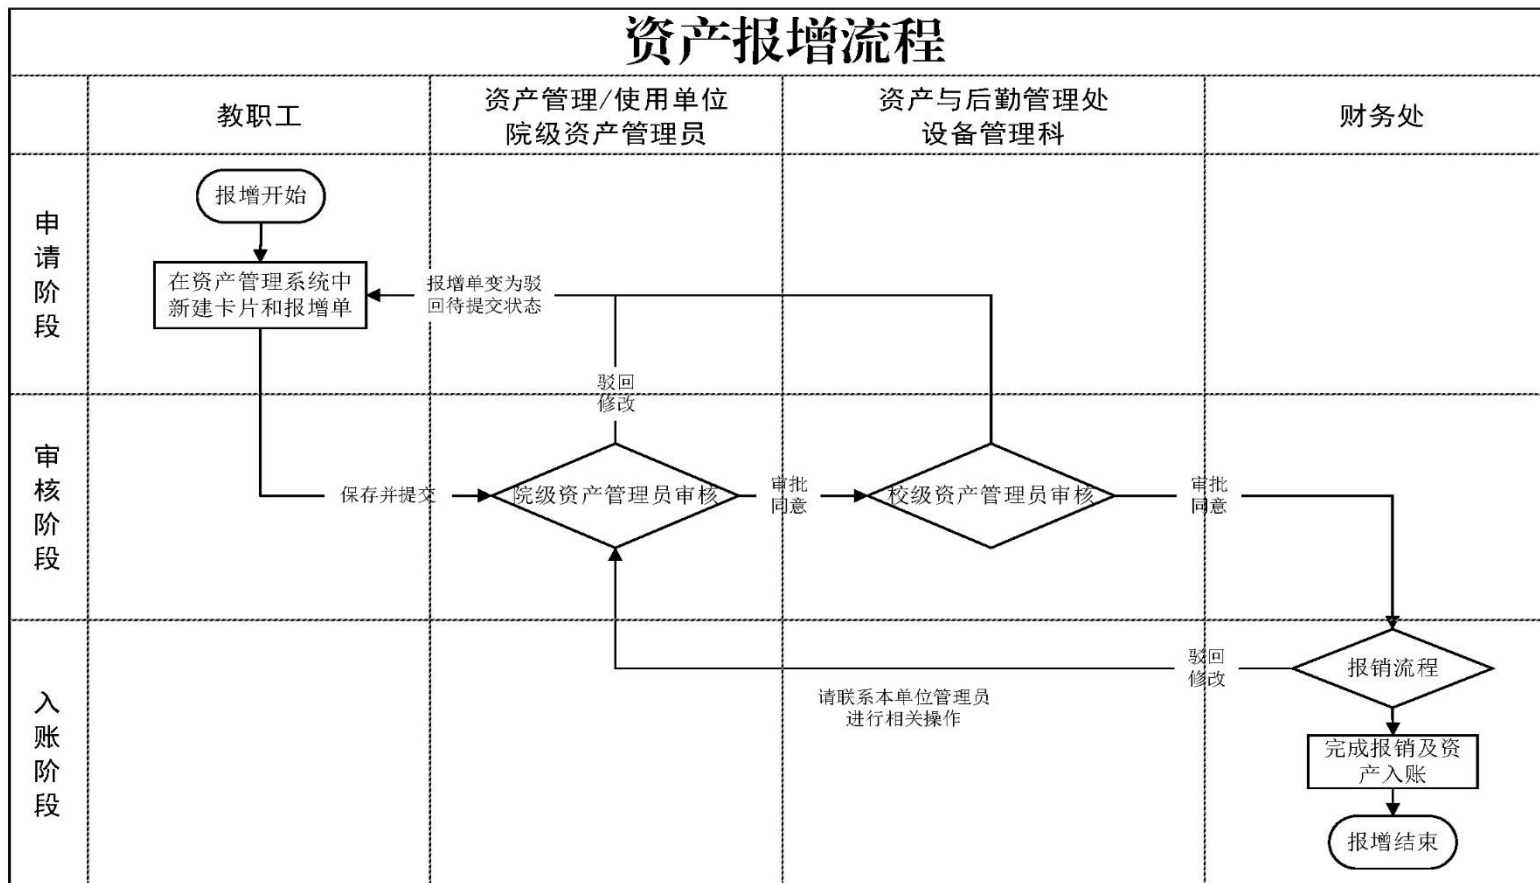 资产报增流程
教职工
资产管理/使用单位
院级资产管理员
资产与后勤管理处
设备管理科
财务处
申请阶段
报增开始
在资产管理系统中
新建卡片和报增单
报增单变为驳
回待提交状态
驳回
修改
审核阶段
保存并提交
院级资产管理员审核
审批
同意
校级资产管理员审核
审批
同意
入账阶段
驳回
修改
报销流程
请联系本单位管理员
进行相关操作
完成报销及资
产入账
报增结束